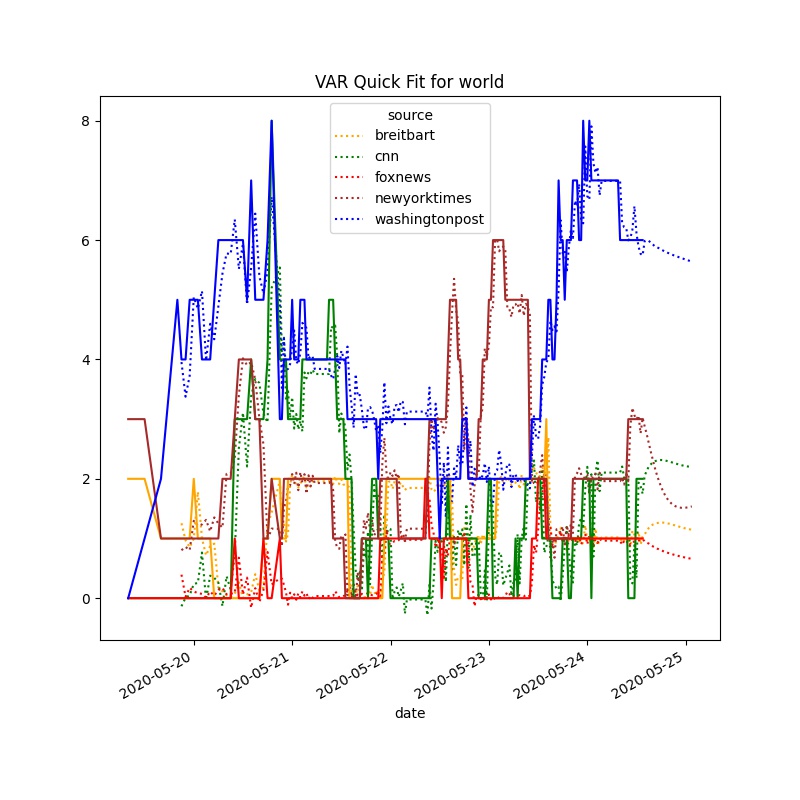 VAR Quick Fit for world
source
breitbart
cnn
foxnews
newyorktimes
washingtonpost
8
6
4
2
0
2020-05-20
2020-05-21
2020-05-22
2020-05-23
2020-05-24
2020-05-25
date